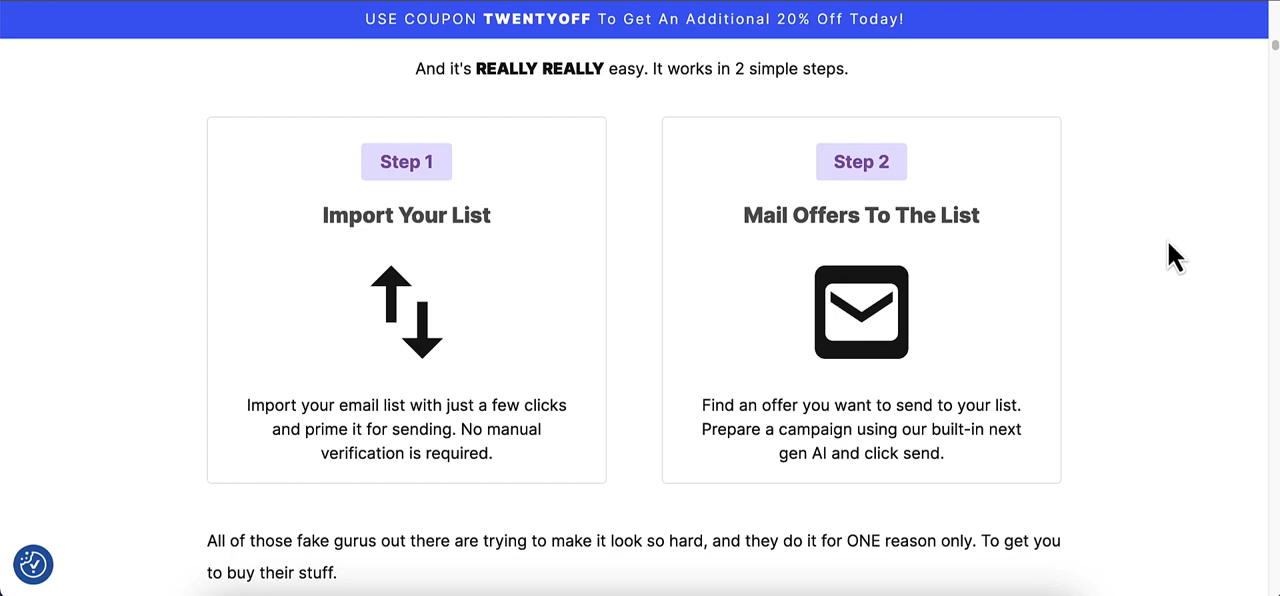 USE COUPON TWENTYOFF To Get An Additional 20% Off Today!
And it's REALLY REALLY easy. It works in 2 simple steps.
Step 1
Import Your List
Import your email list with just a few clicks
and prime it for sending. No manual
verification is required.
Step 2
Mail Offers To The List
Find an offer you want to send to your list.
Prepare a campaign using our built-in next
gen AI and click send.
All of those fake gurus out there are trying to make it look so hard, and they do it for ONE reason only. To get you
to buy their stuff.